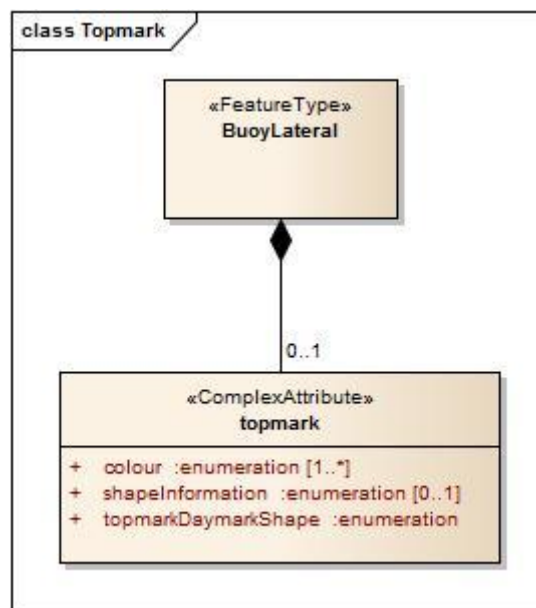 class Topmark
«FeatureType»
BuoyLateral
0..1
«ComplexAttribute»
topmark
+ colour :enumeration [1..*]
+ shapeInformation :enumeration [0..1]
+ topmarkDaymarkShape :enumeration